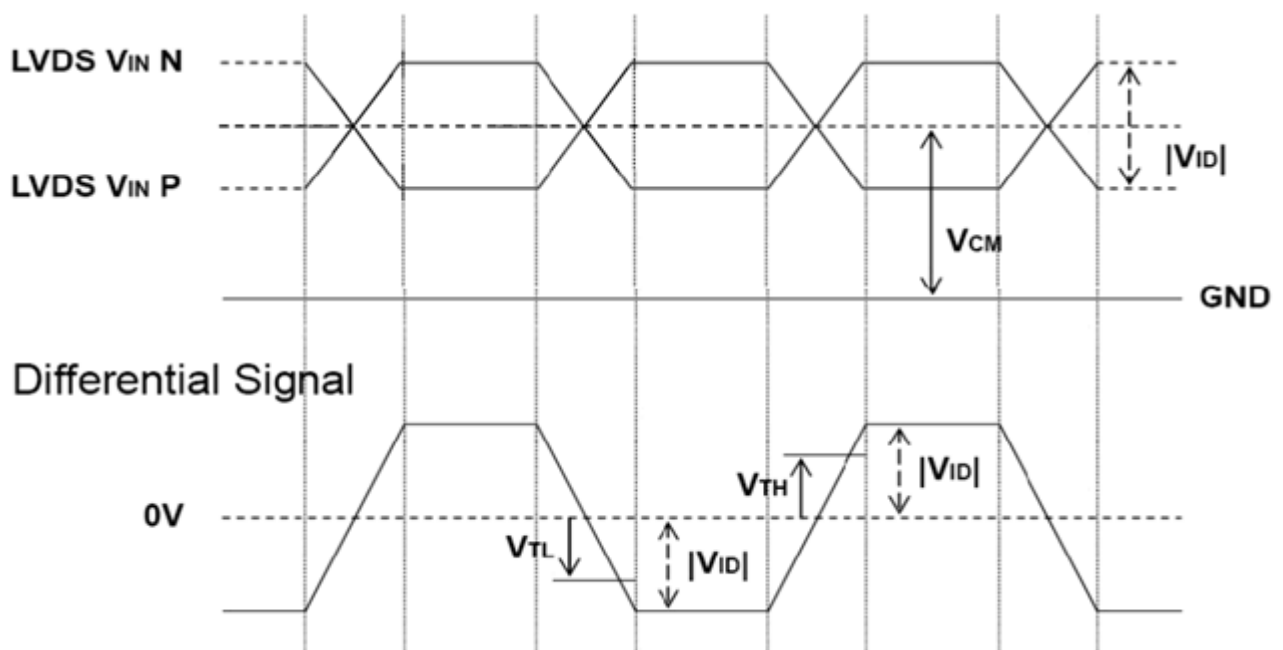 LVDS VIN N
|VID|
LVDS VIN P
VCM
GND
Differential Signal
VTH
|VID|
0V
VTL
|VID|